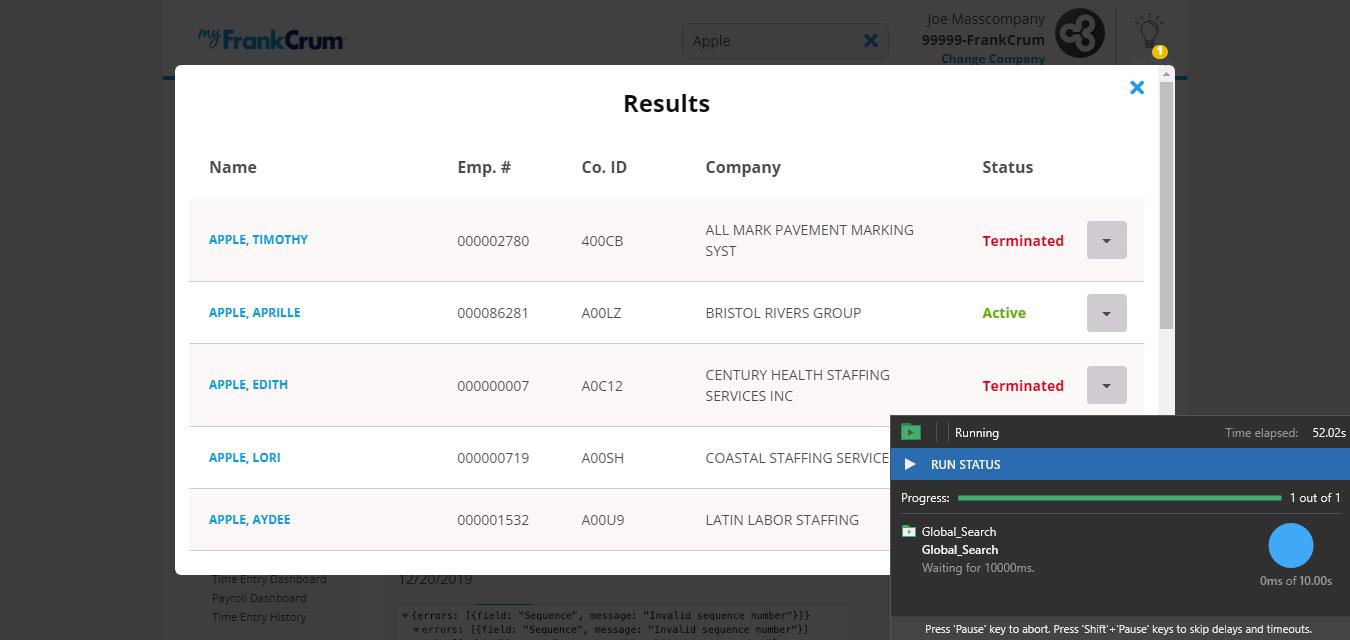 myFrankCrum
Apple
Joe Masscompany
99999-FrankCrum
Change Company
1
Results
Name Emp. # Co. ID Company Status
APPLE, TIMOTHY 000002780 400CB ALL MARK PAVEMENT MARKING Terminated
SYST
APPLE, APRILLE 000086281 A00LZ BRISTOL RIVERS GROUP Active
APPLE, EDITH 000000007 A0C12 CENTURY HEALTH STAFFING Terminated
SERVICES INC
APPLE, LORI 000000719 A00SH COASTAL STAFFING SERVICE
APPLE, AYDEE 000001532 A00U9 LATIN LABOR STAFFING
Time Entry Dashboard
Payroll Dashboard
Time Entry History
12/20/2019
{errors: [{field: "Sequence", message: "Invalid sequence number"}]}
errors: [{field: "Sequence", message: "Invalid sequence number"}]
Running Time elapsed: 52.02s
RUN STATUS
Progress: 1 out of 1
Global_Search
Global_Search
Waiting for 10000ms.
0ms of 10.00s
Press 'Pause' key to abort. Press 'Shift'+'Pause' keys to skip delays and timeouts.